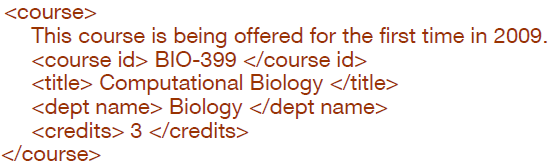 <course>
This course is being offered for the first time in 2009.
<course id> BIO-399 </course id>
<title> Computational Biology </title>
<dept name> Biology </dept name>
<credits> 3 </credits>
</course>